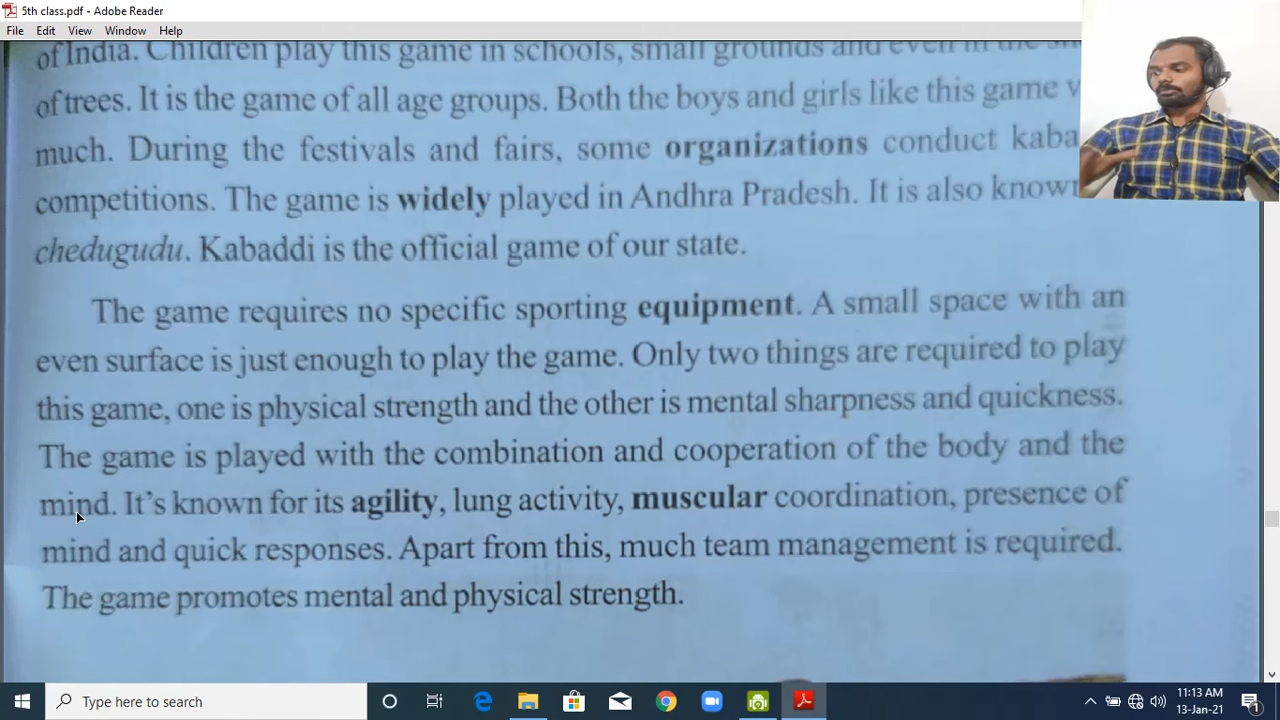 5th class.pdf - Adobe Reader
File Edit View Window Help
of India. Children play this game in schools, small grounds and even in the
of trees. It is the game of all age groups. Both the boys and girls like this game
much. During the festivals and fairs, some organizations conduct
competitions. The game is widely played in Andhra Pradesh. It is also known
chedugudu. Kabaddi is the official game of our state.
The game requires no specific sporting equipment. A small space with an
even surface is just enough to play the game. Only two things are required to play
this game, one is physical strength and the other is mental sharpness and quickness.
The game is played with the combination and cooperation of the body and the
mind. It's known for its agility, lung activity, muscular coordination, presence of
mind and quick responses. Apart from this, much team management is required.
The game promotes mental and physical strength.
Type here to search
11:13 AM
13-Jan-21
1